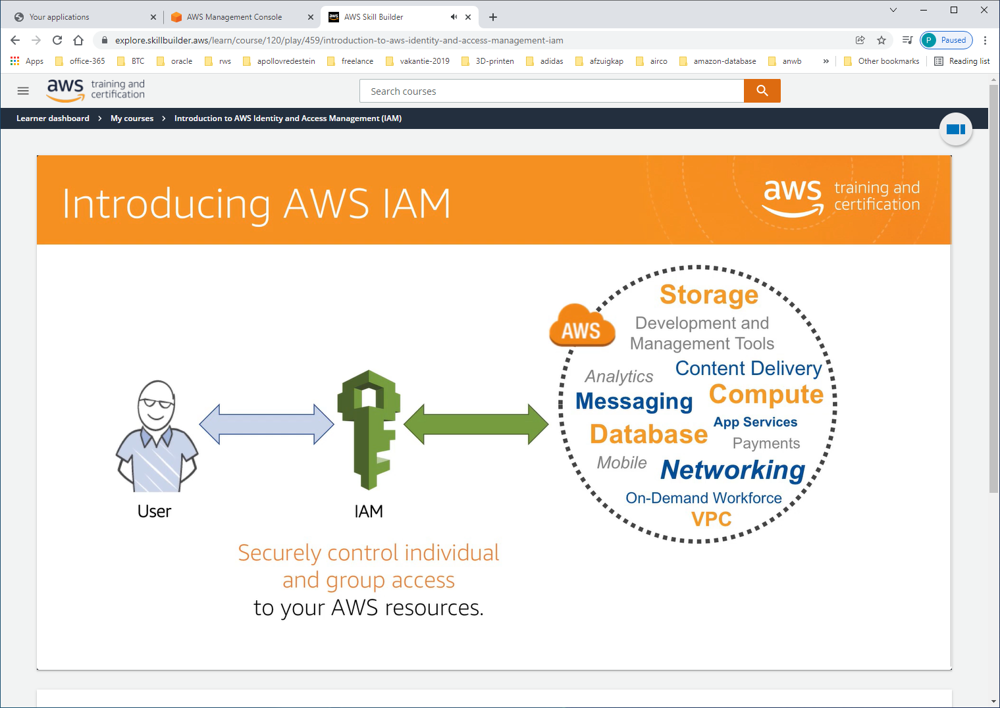 Your applications
AWS Management Console
aws
AWS Skill Builder
explore.skillbuilder.aws/learn/course/120/play/459/introduction-to-aws-identity-and-access-management-iam
P
Paused
Apps
office-365
BTC
oracle
rws
apollovredestein
freelance
vakantie-2019
3D-printen
adidas
afzuigkap
airco
amazon-database
anwb
»
Other bookmarks
Reading list
aws training and
certification
Search courses
Learner dashboard > My courses > Introduction to AWS Identity and Access Management (IAM)
Introducing AWS IAM
aws training and
certification
Storage
AWS
Development and
Management Tools
Content Delivery
Analytics
Compute
Messaging
App Services
Database
Payments
Mobile
Networking
On-Demand Workforce
VPC
User
IAM
Securely control individual
and group access
to your AWS resources.